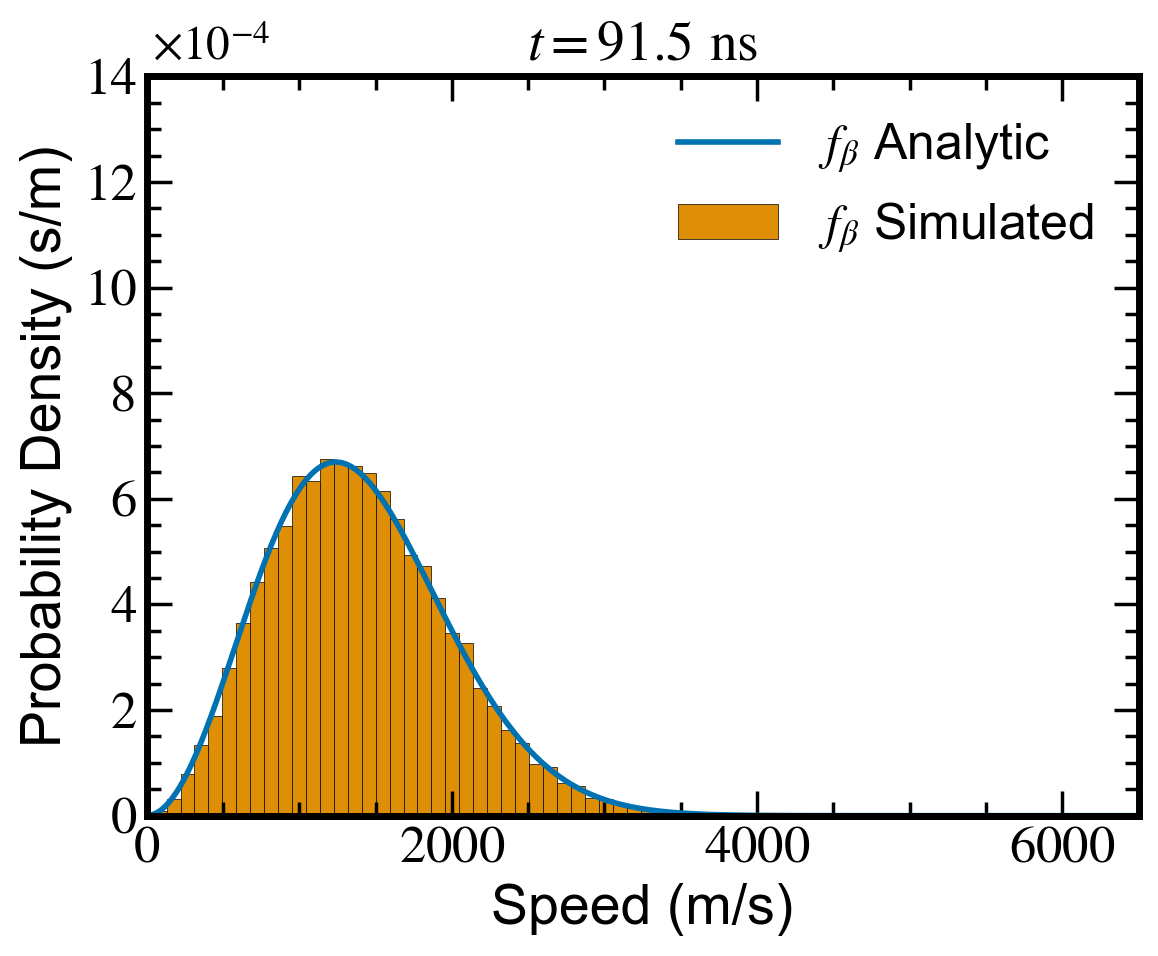 ×10⁻⁴
t = 91.5 ns
14
12
10
8
6
4
2
0
Probability Density (s/m)
f_β Analytic
f_β Simulated
0 2000 4000 6000
Speed (m/s)